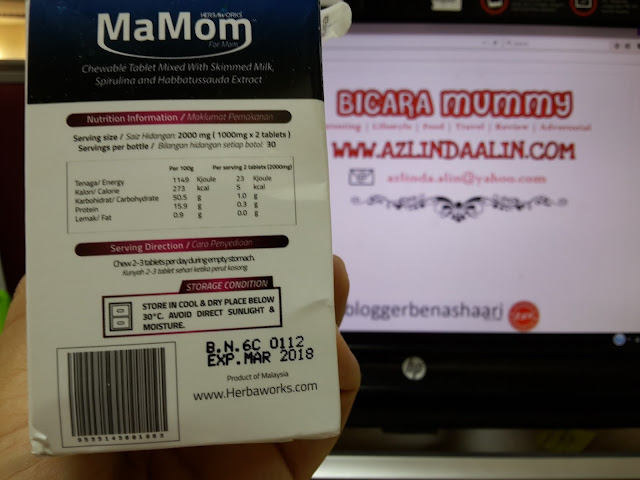 HERBAWORKS
MaMom
For Mom
Chewable Tablet Mixed With Skimmed Milk,
Spirulina and Habbatussauda Extract
Nutrition Information / Maklumat Pemakanan
Serving size / Saiz Hidangan: 2000 mg ( 1000mg x 2 tablets )
Servings per bottle / Bilangan hidangan setiap botol: 30
Per 100g Per serving 2 tablets (2000mg)
Tenaga/ Energy 1149 Kjoule 23 Kjoule
Kalori/ Calorie 273 kcal 5 kcal
Karbohidrat/ Carbohydrate 50.5 g 1.0 g
Protein 15.9 g 0.3 g
Lemak/ Fat 0.9 g 0.0 g
Serving Direction / Cara Penyediaan
Chew 2-3 tablets per day during empty stomach.
Kunyah 2-3 tablet sehari ketika perut kosong.
STORAGE CONDITION
STORE IN COOL & DRY PLACE BELOW
30°C. AVOID DIRECT SUNLIGHT &
MOISTURE.
B.N. 6C 0112
EXP. MAR 2018
Product of Malaysia
www.Herbaworks.com
BICARA MUMMY
Parenting | Lifestyle | Food | Travel | Review | Advertorial
WWW.AZLINDAALIN.COM
azlinda.alin@yahoo.com
bloggerbenashaari
hp